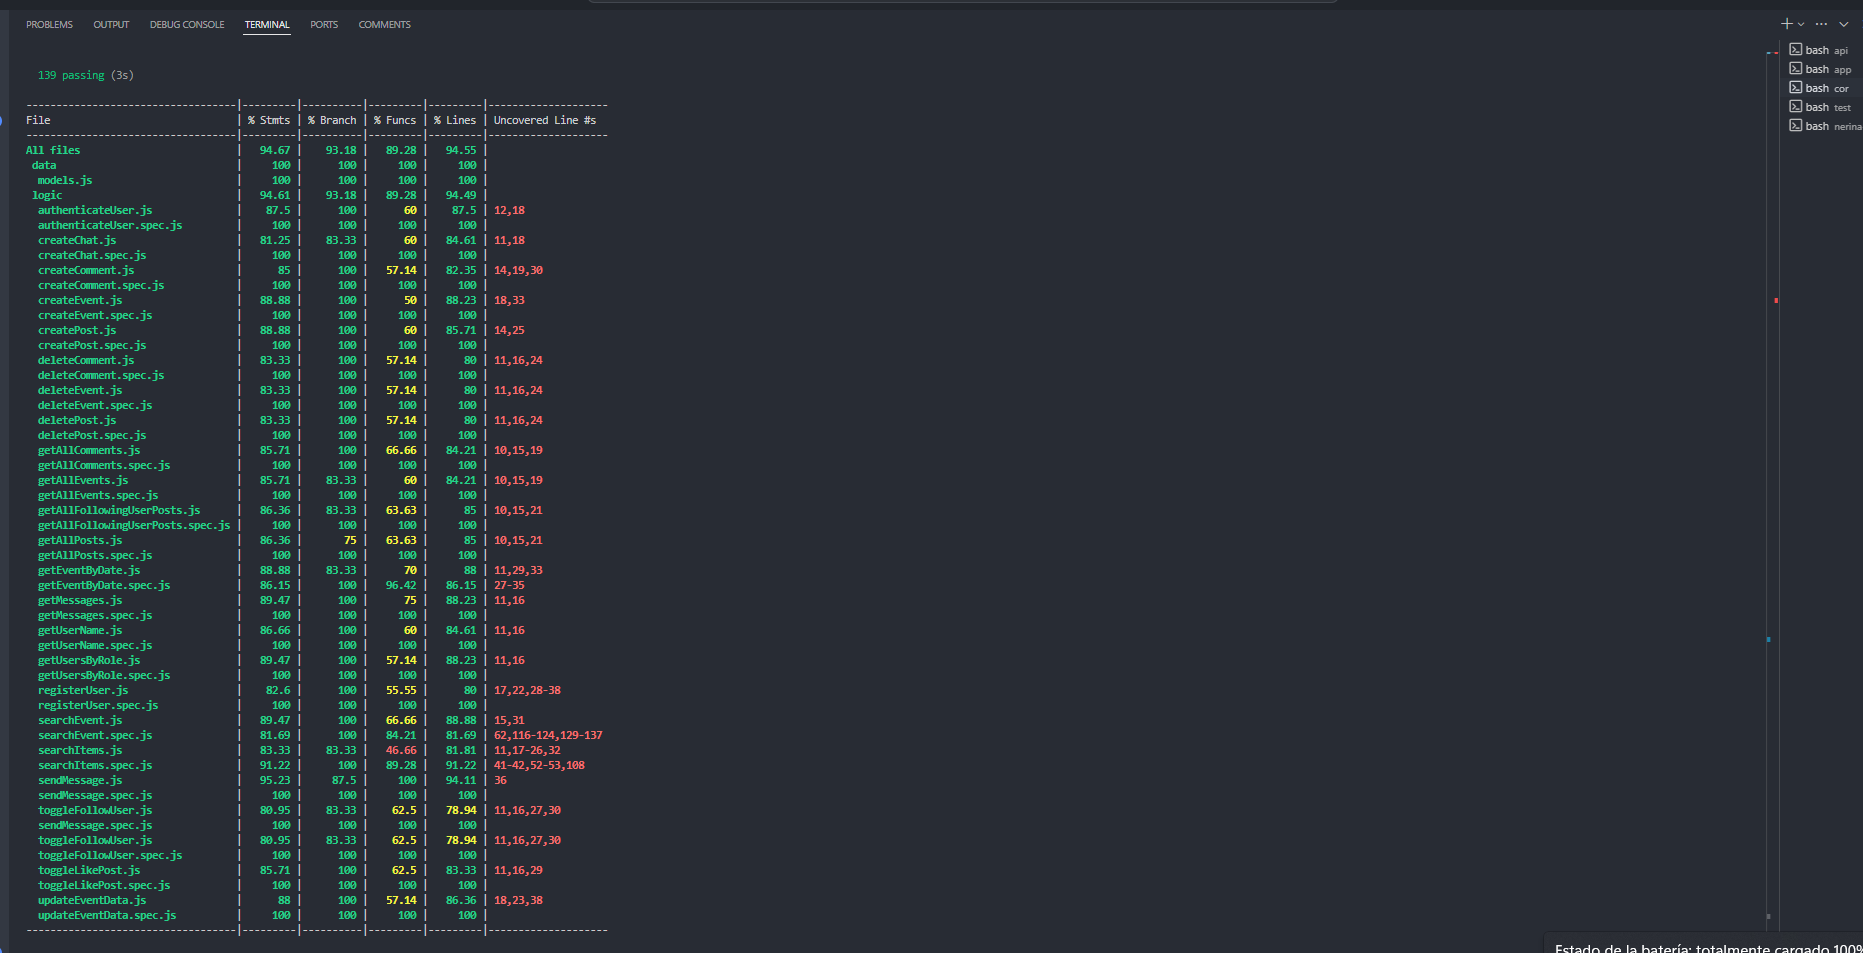 PROBLEMS OUTPUT DEBUG CONSOLE TERMINAL PORTS COMMENTS
139 passing (3s)
-----------------------------------|---------|----------|---------|---------|--------------------
File | % Stmts | % Branch | % Funcs | % Lines | Uncovered Line #s
-----------------------------------|---------|----------|---------|---------|--------------------
All files | 94.67 | 93.18 | 89.28 | 94.55 |
data | 100 | 100 | 100 | 100 |
models.js | 100 | 100 | 100 | 100 |
logic | 94.61 | 93.18 | 89.28 | 94.49 |
authenticateUser.js | 87.5 | 100 | 60 | 87.5 | 12,18
authenticateUser.spec.js | 100 | 100 | 100 | 100 |
createChat.js | 81.25 | 83.33 | 60 | 84.61 | 11,18
createChat.spec.js | 100 | 100 | 100 | 100 |
createComment.js | 85 | 100 | 57.14 | 82.35 | 14,19,30
createComment.spec.js | 100 | 100 | 100 | 100 |
createEvent.js | 88.88 | 100 | 50 | 88.23 | 18,33
createEvent.spec.js | 100 | 100 | 100 | 100 |
createPost.js | 88.88 | 100 | 60 | 85.71 | 14,25
createPost.spec.js | 100 | 100 | 100 | 100 |
deleteComment.js | 83.33 | 100 | 57.14 | 80 | 11,16,24
deleteComment.spec.js | 100 | 100 | 100 | 100 |
deleteEvent.js | 83.33 | 100 | 57.14 | 80 | 11,16,24
deleteEvent.spec.js | 100 | 100 | 100 | 100 |
deletePost.js | 83.33 | 100 | 57.14 | 80 | 11,16,24
deletePost.spec.js | 100 | 100 | 100 | 100 |
getAllComments.js | 85.71 | 100 | 66.66 | 84.21 | 10,15,19
getAllComments.spec.js | 100 | 100 | 100 | 100 |
getAllEvents.js | 85.71 | 83.33 | 60 | 84.21 | 10,15,19
getAllEvents.spec.js | 100 | 100 | 100 | 100 |
getAllFollowingUserPosts.js | 86.36 | 83.33 | 63.63 | 85 | 10,15,21
getAllFollowingUserPosts.spec.js | 100 | 100 | 100 | 100 |
getAllPosts.js | 86.36 | 75 | 63.63 | 85 | 10,15,21
getAllPosts.spec.js | 100 | 100 | 100 | 100 |
getEventByDate.js | 88.88 | 83.33 | 70 | 88 | 11,29,33
getEventByDate.spec.js | 86.15 | 100 | 96.42 | 86.15 | 27-35
getMessages.js | 89.47 | 100 | 75 | 88.23 | 11,16
getMessages.spec.js | 100 | 100 | 100 | 100 |
getUserName.js | 86.66 | 100 | 60 | 84.61 | 11,16
getUserName.spec.js | 100 | 100 | 100 | 100 |
getUsersByRole.js | 89.47 | 100 | 57.14 | 88.23 | 11,16
getUsersByRole.spec.js | 100 | 100 | 100 | 100 |
registerUser.js | 82.6 | 100 | 55.55 | 80 | 17,22,28-38
registerUser.spec.js | 100 | 100 | 100 | 100 |
searchEvent.js | 89.47 | 100 | 66.66 | 88.88 | 15,31
searchEvent.spec.js | 81.69 | 100 | 84.21 | 81.69 | 62,116-124,129-137
searchItems.js | 83.33 | 83.33 | 46.66 | 81.81 | 11,17-26,32
searchItems.spec.js | 91.22 | 100 | 89.28 | 91.22 | 41-42,52-53,108
sendMessage.js | 95.23 | 87.5 | 100 | 94.11 | 36
sendMessage.spec.js | 100 | 100 | 100 | 100 |
toggleFollowUser.js | 80.95 | 83.33 | 62.5 | 78.94 | 11,16,27,30
sendMessage.spec.js | 100 | 100 | 100 | 100 |
toggleFollowUser.js | 80.95 | 83.33 | 62.5 | 78.94 | 11,16,27,30
toggleFollowUser.spec.js | 100 | 100 | 100 | 100 |
toggleLikePost.js | 85.71 | 100 | 62.5 | 83.33 | 11,16,29
toggleLikePost.spec.js | 100 | 100 | 100 | 100 |
updateEventData.js | 88 | 100 | 57.14 | 86.36 | 18,23,38
updateEventData.spec.js | 100 | 100 | 100 | 100 |
-----------------------------------|---------|----------|---------|---------|--------------------
bash api
bash app
bash cor
bash test
bash nerina
Estado de la batería: totalmente cargado 100%